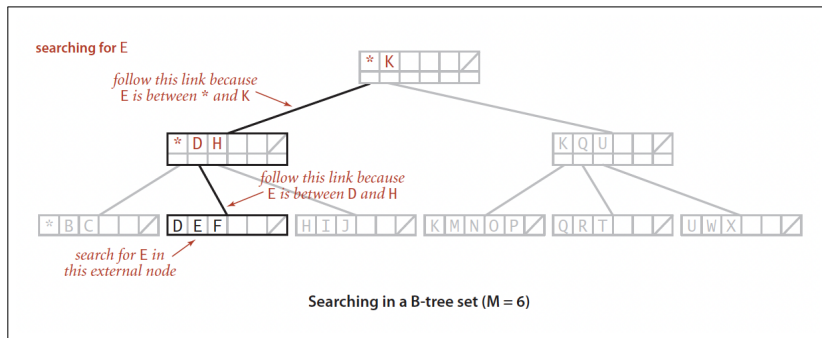 searching for E
* K
follow this link because
E is between * and K
* D H
K Q U
follow this link because
E is between D and H
* B C
D E F
H I J
K M N O P
Q R T
U W X
search for E in
this external node
Searching in a B-tree set (M = 6)